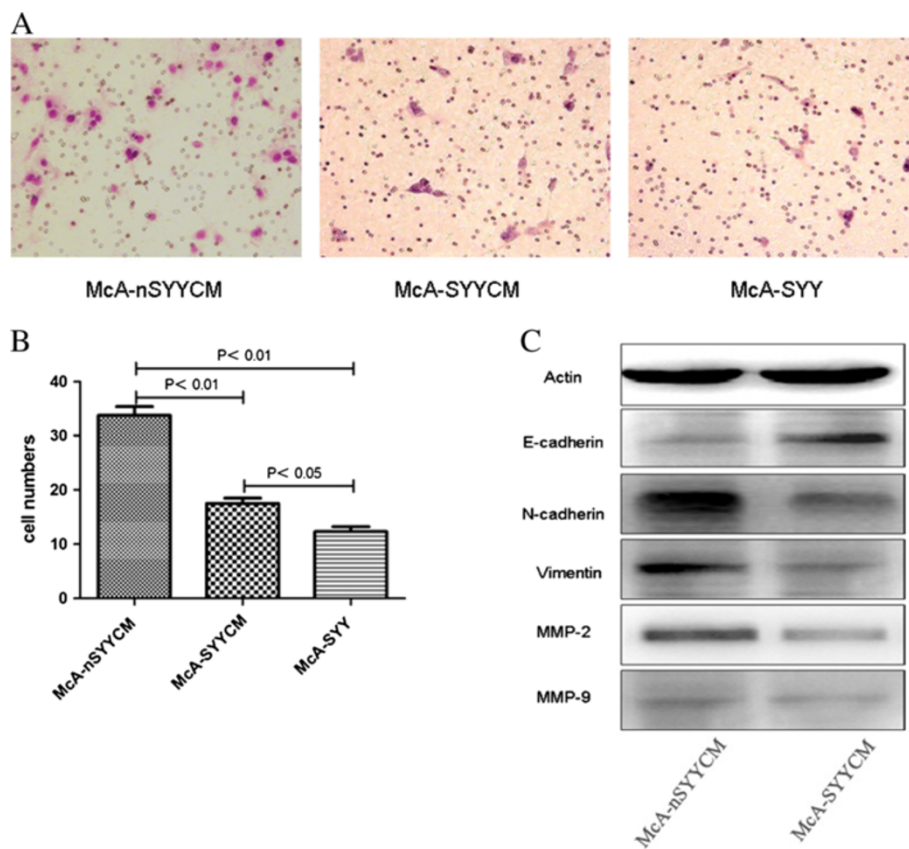 A
McA-nSYYCM
McA-SYYCM
McA-SYY
B
P< 0.01
P< 0.01
P< 0.05
cell numbers
40
30
20
10
0
McA-nSYYCM
McA-SYYCM
McA-SYY
C
Actin
E-cadherin
N-cadherin
Vimentin
MMP-2
MMP-9
McA-nSYYCM
McA-SYYCM